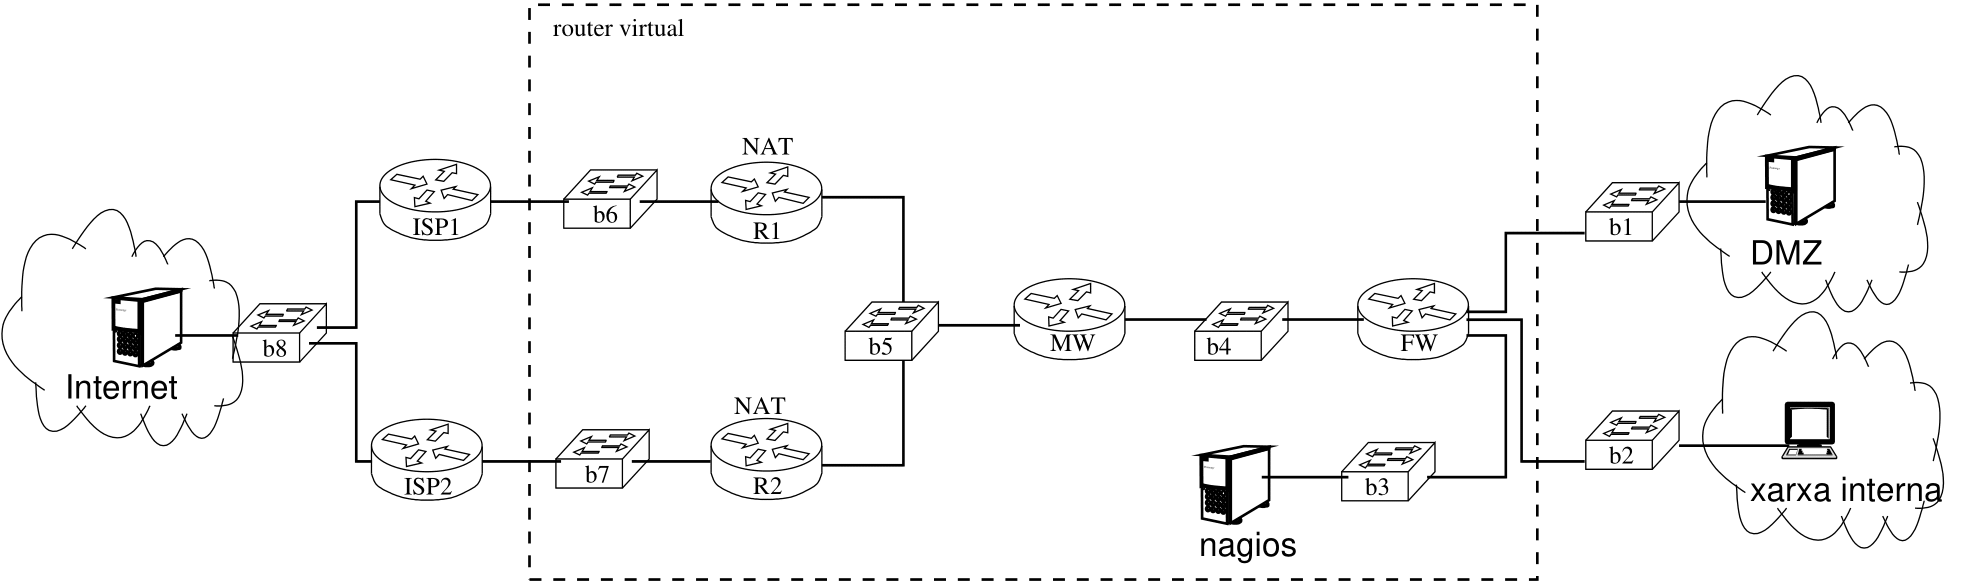 router virtual
NAT
ISP1
b6
R1
b1
DMZ
b8
Internet
b5
MW
b4
FW
NAT
ISP2
b7
R2
b3
b2
xarxa interna
nagios